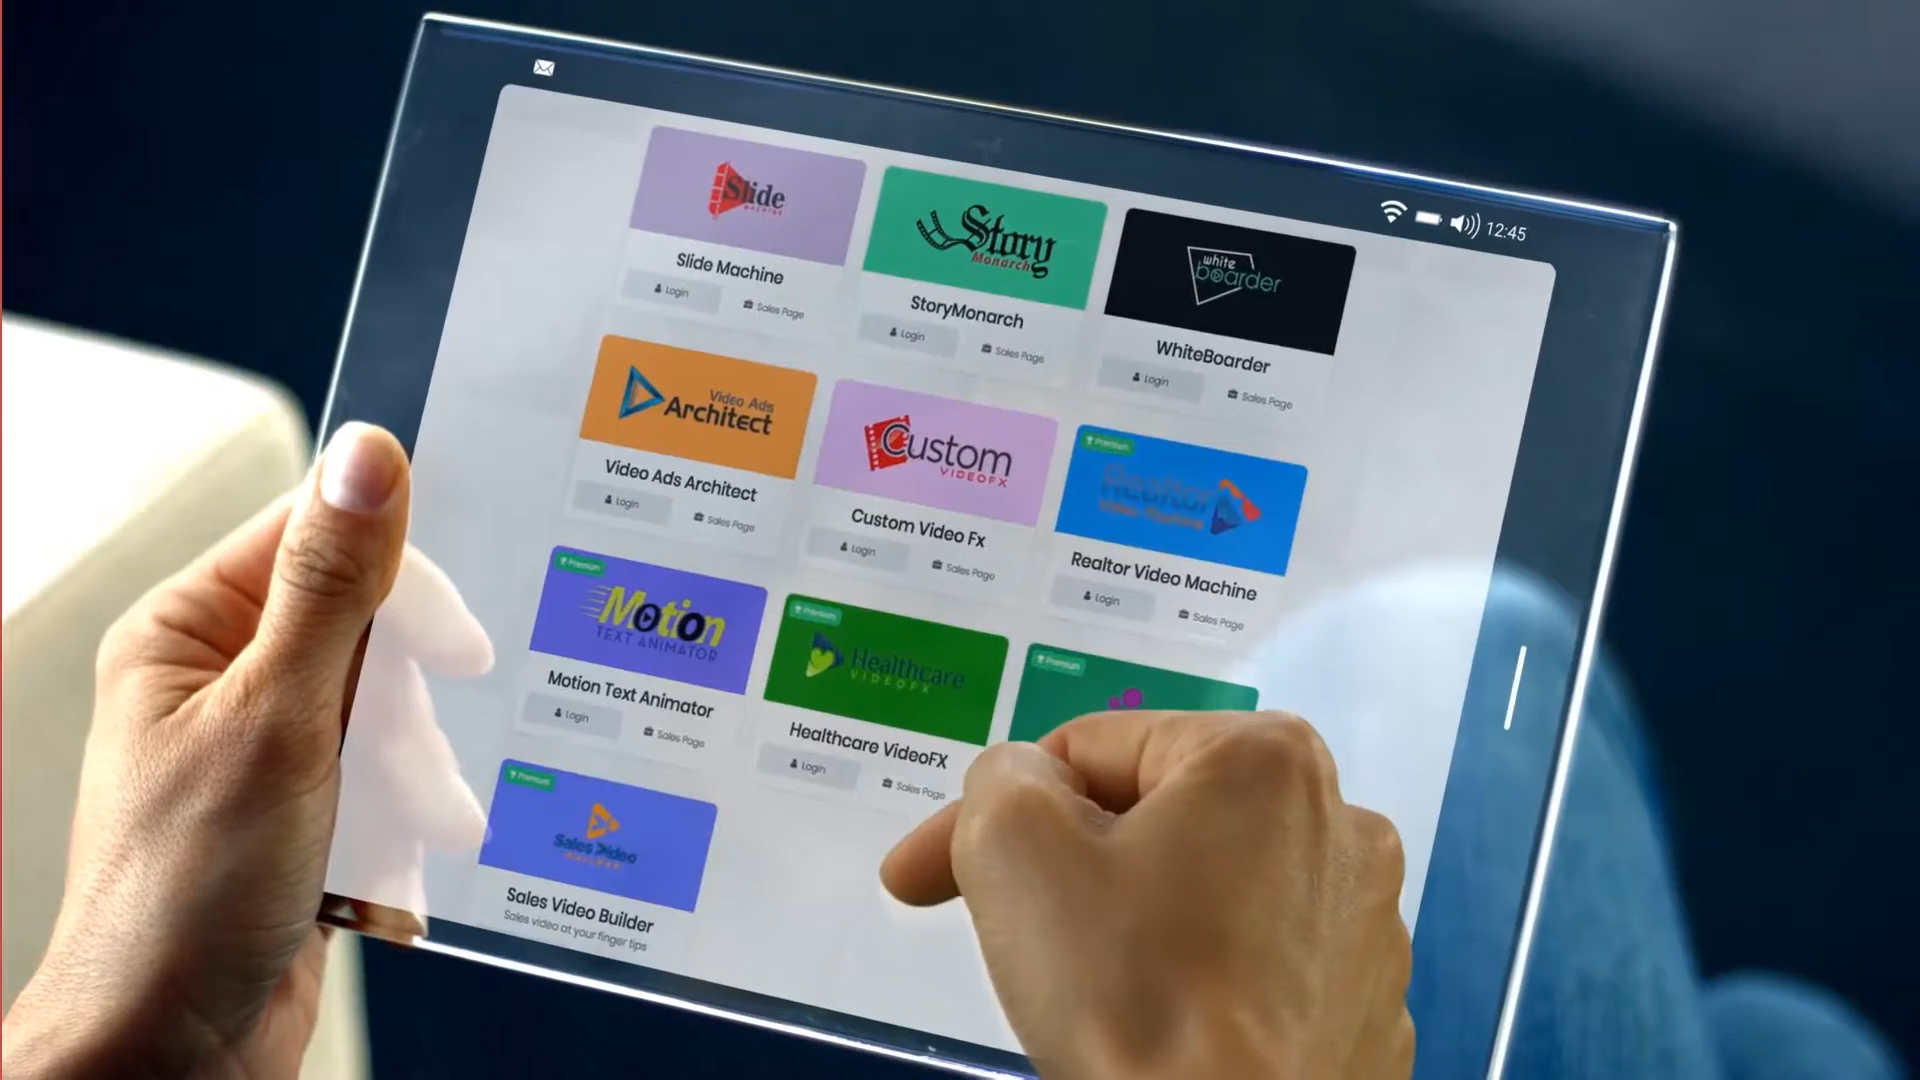 12:45
Slide
MACHINE
Slide Machine
Login
Sales Page
Story
Monarch
StoryMonarch
Login
Sales Page
white
boarder
WhiteBoarder
Login
Sales Page
Video Ads
Architect
Video Ads Architect
Login
Sales Page
Custom
VIDEOFX
Custom Video Fx
Login
Sales Page
Premium
Realtor
Video Machine
Realtor Video Machine
Login
Sales Page
Premium
Motion
TEXT ANIMATOR
Motion Text Animator
Login
Sales Page
Premium
Healthcare
VIDEOFX
Healthcare VideoFX
Login
Sales Page
Premium
Premium
Sales Video
BUILDER
Sales Video Builder
Sales video at your finger tips